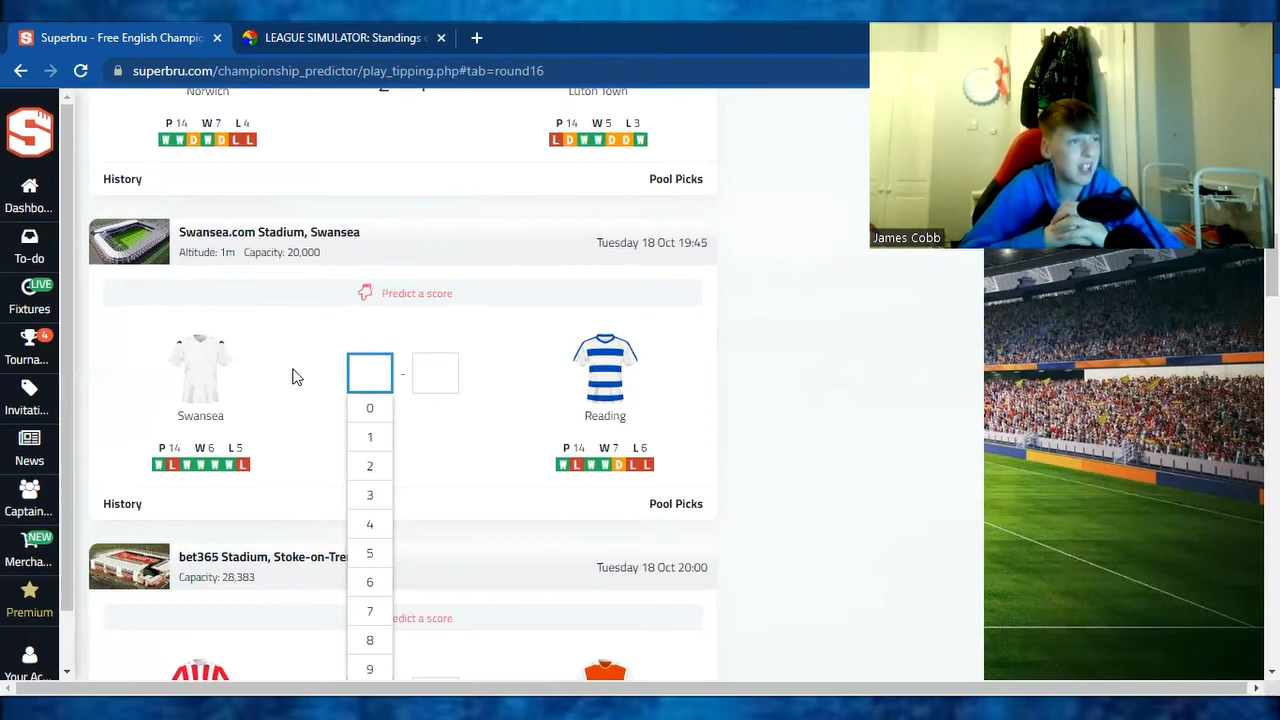 Superbru - Free English Champio
LEAGUE SIMULATOR: Standings
superbru.com/championship_predictor/play_tipping.php#tab=round16
Dashbo...
To-do
LIVE
Fixtures
4
Tourna...
Invitati...
News
Captain...
NEW
Mercha...
Premium
Your Ac...
Norwich
Luton Town
P 14 W 7 L 4
P 14 W 5 L 3
W W D W D L L
L D W W D D W
History
Pool Picks
Swansea.com Stadium, Swansea
Altitude: 1m Capacity: 20,000
Tuesday 18 Oct 19:45
Predict a score
-
Swansea
Reading
P 14 W 6 L 5
P 14 W 7 L 6
W L W W W W L
W L W W D L L
History
Pool Picks
0
1
2
3
4
5
6
7
8
9
bet365 Stadium, Stoke-on-Tre
Capacity: 28,383
Tuesday 18 Oct 20:00
edict a score
James Cobb